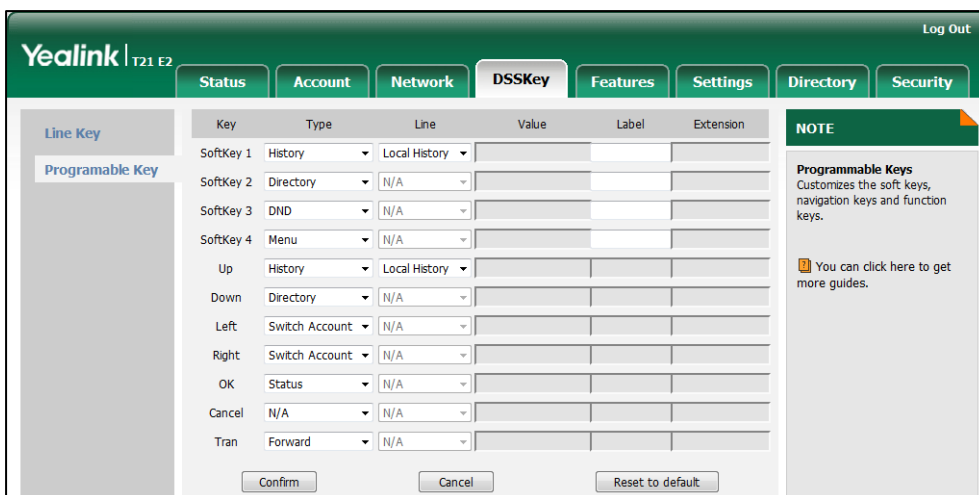 Log Out
Yealink T21 E2
Status Account Network DSSKey Features Settings Directory Security
Line Key
Programable Key
Key Type Line Value Label Extension
SoftKey 1 History Local History
SoftKey 2 Directory N/A
SoftKey 3 DND N/A
SoftKey 4 Menu N/A
Up History Local History
Down Directory N/A
Left Switch Account N/A
Right Switch Account N/A
OK Status N/A
Cancel N/A N/A
Tran Forward N/A
Confirm Cancel Reset to default
NOTE
Programmable Keys
Customizes the soft keys,
navigation keys and function
keys.
You can click here to get
more guides.